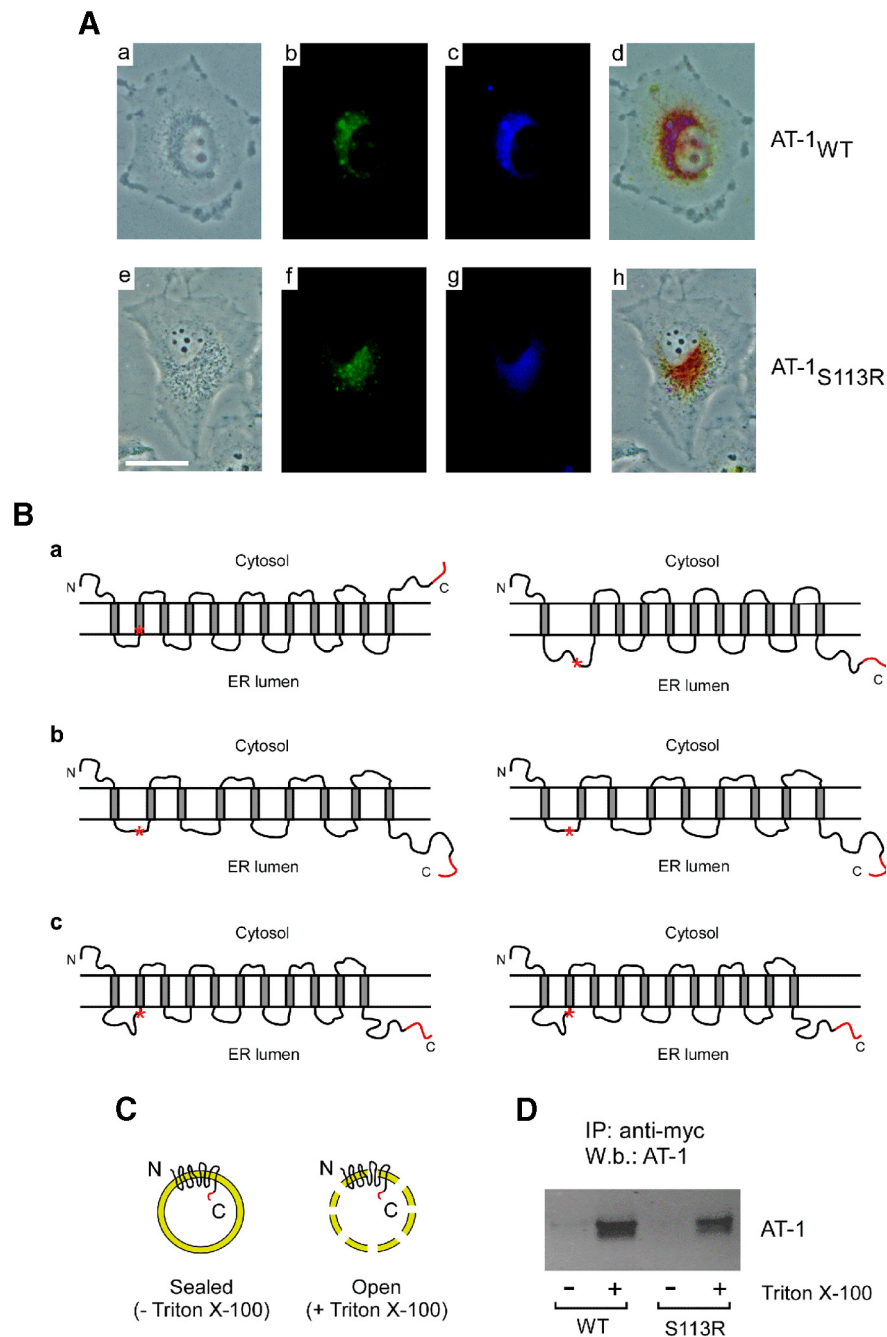 A
a
b
c
d
AT-1WT
e
f
g
h
AT-1S113R
B
a
Cytosol
N
C
ER lumen
Cytosol
N
C
ER lumen
b
Cytosol
N
C
ER lumen
Cytosol
N
C
ER lumen
c
Cytosol
N
C
ER lumen
Cytosol
N
C
ER lumen
C
N
C
Sealed
(- Triton X-100)
N
C
Open
(+ Triton X-100)
D
IP: anti-myc
W.b.: AT-1
AT-1
- + - + Triton X-100
WT S113R